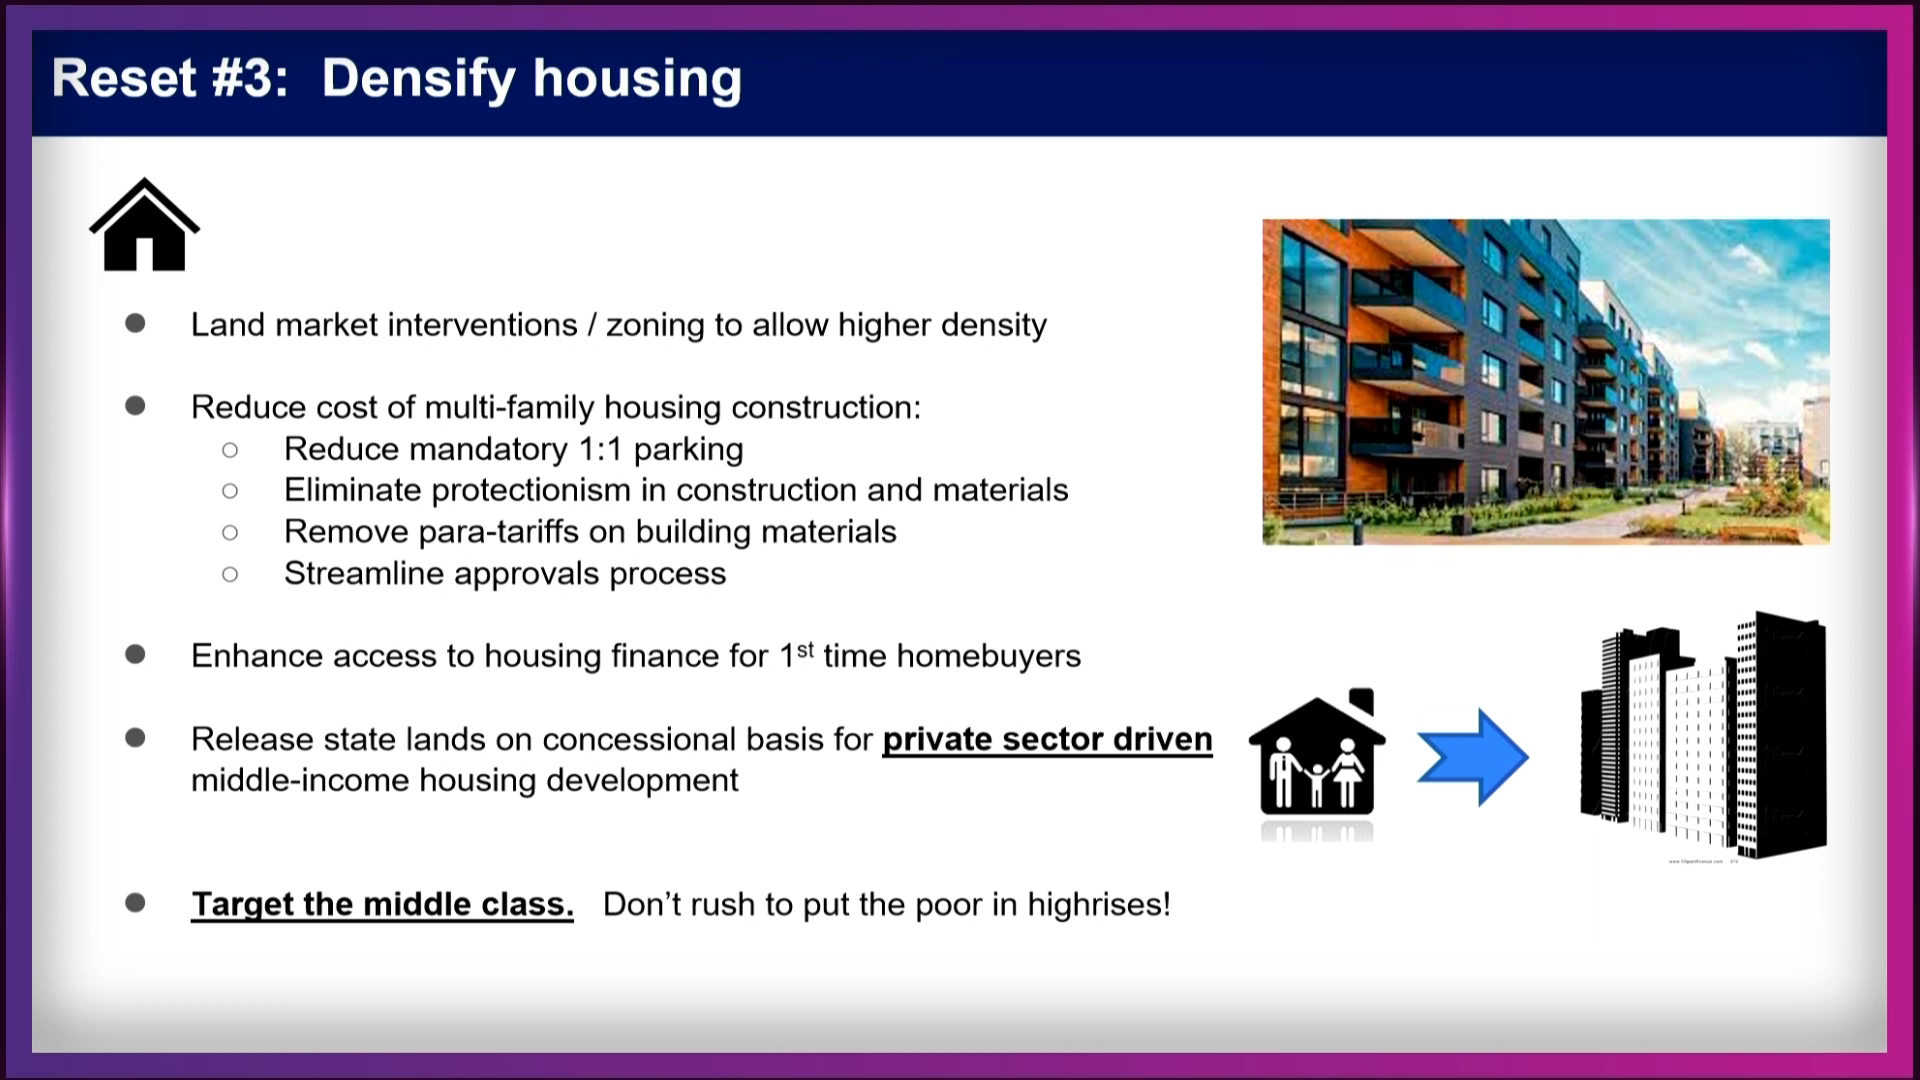 Reset #3: Densify housing
Land market interventions / zoning to allow higher density
Reduce cost of multi-family housing construction:
Reduce mandatory 1:1 parking
Eliminate protectionism in construction and materials
Remove para-tariffs on building materials
Streamline approvals process
Enhance access to housing finance for 1st time homebuyers
Release state lands on concessional basis for private sector driven
middle-income housing development
Target the middle class. Don’t rush to put the poor in highrises!